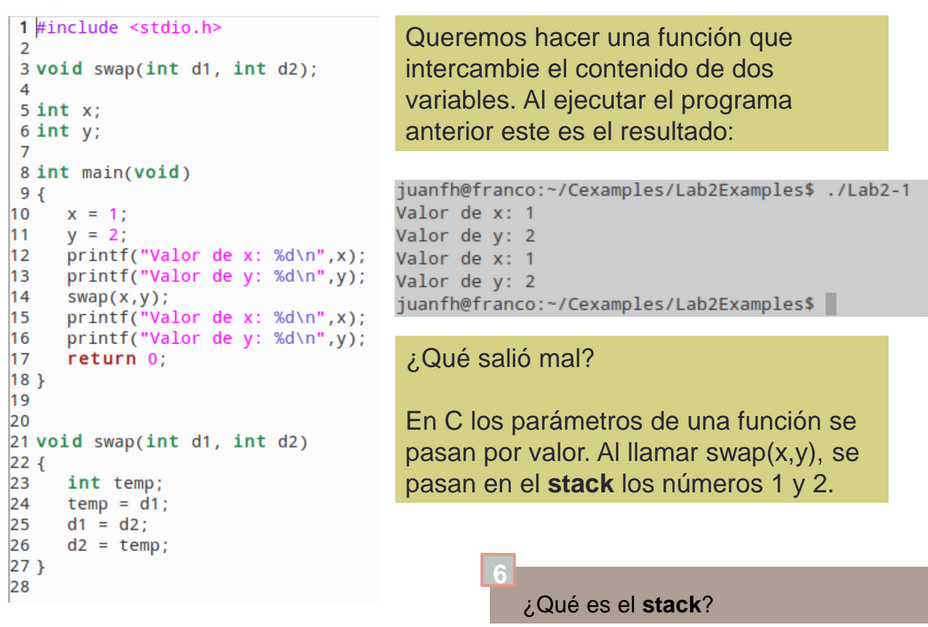 1 #include <stdio.h>
2
3 void swap(int d1, int d2);
4
5 int x;
6 int y;
7
8 int main(void)
9 {
10    x = 1;
11    y = 2;
12    printf("Valor de x: %d\n",x);
13    printf("Valor de y: %d\n",y);
14    swap(x,y);
15    printf("Valor de x: %d\n",x);
16    printf("Valor de y: %d\n",y);
17    return 0;
18 }
19
20
21 void swap(int d1, int d2)
22 {
23    int temp;
24    temp = d1;
25    d1 = d2;
26    d2 = temp;
27 }
28
Queremos hacer una función que
intercambie el contenido de dos
variables. Al ejecutar el programa
anterior este es el resultado:
juanfh@franco:~/Cexamples/Lab2Examples$ ./Lab2-1
Valor de x: 1
Valor de y: 2
Valor de x: 1
Valor de y: 2
juanfh@franco:~/Cexamples/Lab2Examples$
¿Qué salió mal?
En C los parámetros de una función se
pasan por valor. Al llamar swap(x,y), se
pasan en el stack los números 1 y 2.
6
¿Qué es el stack?